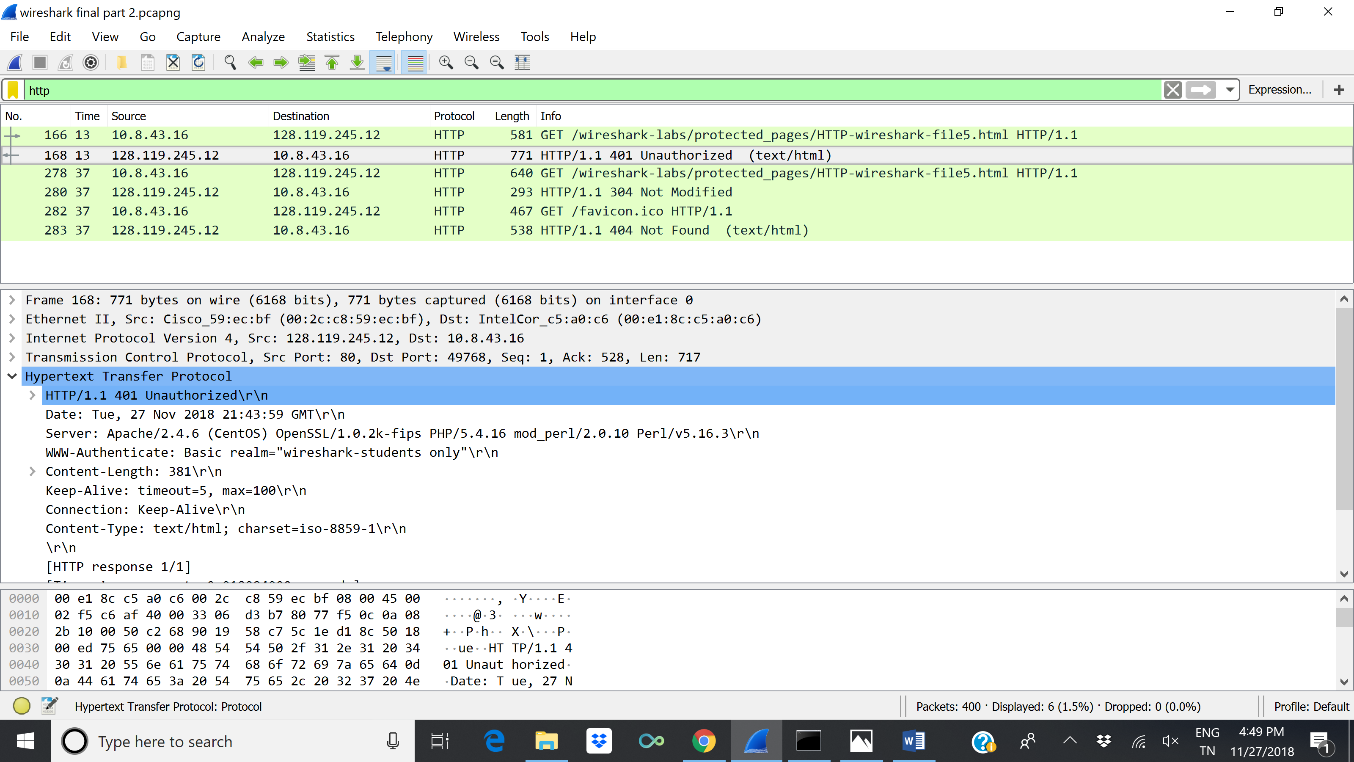 wireshark final part 2.pcapng
File Edit View Go Capture Analyze Statistics Telephony Wireless Tools Help
http Expression... +
No. Time Source Destination Protocol Length Info
166 13 10.8.43.16 128.119.245.12 HTTP 581 GET /wireshark-labs/protected_pages/HTTP-wireshark-file5.html HTTP/1.1
168 13 128.119.245.12 10.8.43.16 HTTP 771 HTTP/1.1 401 Unauthorized (text/html)
278 37 10.8.43.16 128.119.245.12 HTTP 640 GET /wireshark-labs/protected_pages/HTTP-wireshark-file5.html HTTP/1.1
280 37 128.119.245.12 10.8.43.16 HTTP 293 HTTP/1.1 304 Not Modified
282 37 10.8.43.16 128.119.245.12 HTTP 467 GET /favicon.ico HTTP/1.1
283 37 128.119.245.12 10.8.43.16 HTTP 538 HTTP/1.1 404 Not Found (text/html)
Frame 168: 771 bytes on wire (6168 bits), 771 bytes captured (6168 bits) on interface 0
Ethernet II, Src: Cisco_59:ec:bf (00:2c:c8:59:ec:bf), Dst: IntelCor_c5:a0:c6 (00:e1:8c:c5:a0:c6)
Internet Protocol Version 4, Src: 128.119.245.12, Dst: 10.8.43.16
Transmission Control Protocol, Src Port: 80, Dst Port: 49768, Seq: 1, Ack: 528, Len: 717
Hypertext Transfer Protocol
HTTP/1.1 401 Unauthorized\r\n
Date: Tue, 27 Nov 2018 21:43:59 GMT\r\n
Server: Apache/2.4.6 (CentOS) OpenSSL/1.0.2k-fips PHP/5.4.16 mod_perl/2.0.10 Perl/v5.16.3\r\n
WWW-Authenticate: Basic realm="wireshark-students only"\r\n
Content-Length: 381\r\n
Keep-Alive: timeout=5, max=100\r\n
Connection: Keep-Alive\r\n
Content-Type: text/html; charset=iso-8859-1\r\n
\r\n
[HTTP response 1/1]
0000 00 e1 8c c5 a0 c6 00 2c c8 59 ec bf 08 00 45 00 ·······, ·Y····E·
0010 02 f5 c6 af 40 00 33 06 d3 b7 80 77 f5 0c 0a 08 ····@·3· ···w····
0020 2b 10 00 50 c2 68 90 19 58 c7 5c 1e d1 8c 50 18 +··P·h·· X·\···P·
0030 00 ed 75 65 00 00 48 54 54 50 2f 31 2e 31 20 34 ··ue··HT TP/1.1 4
0040 30 31 20 55 6e 61 75 74 68 6f 72 69 7a 65 64 0d 01 Unaut horized·
0050 0a 44 61 74 65 3a 20 54 75 65 2c 20 32 37 20 4e ·Date: T ue, 27 N
Hypertext Transfer Protocol: Protocol Packets: 400 · Displayed: 6 (1.5%) · Dropped: 0 (0.0%) Profile: Default
Type here to search ENG 4:49 PM
TN 11/27/2018 1